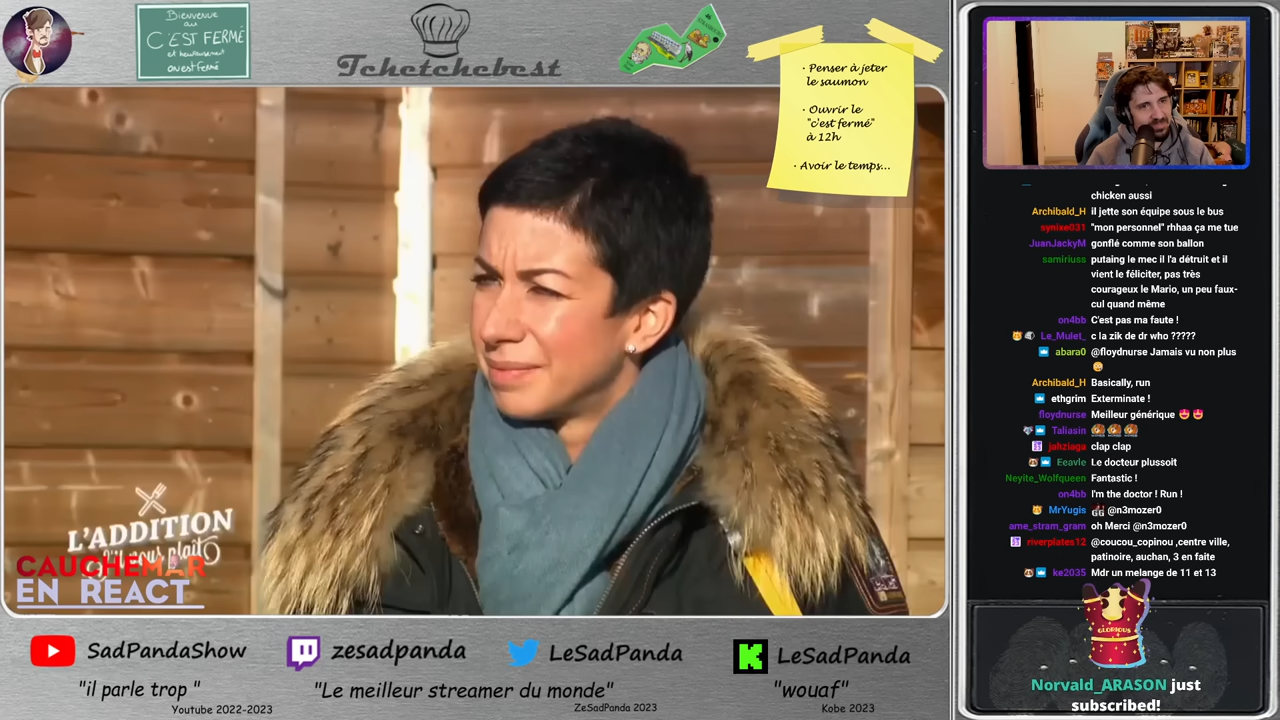 Bienvenue
au
C'EST FERMÉ
et heureusement
on est fermé
Tchetchebest
· Penser à jeter
le saumon
· Ouvrir le
"c'est fermé"
à 12h
· Avoir le temps...
L'ADDITION
s'il vous plaît
CAUCHEMAR
EN REACT
SadPandaShow
zesadpanda
LeSadPanda
LeSadPanda
"il parle trop "
Youtube 2022-2023
"Le meilleur streamer du monde"
ZeSadPanda 2023
"wouaf"
Kobe 2023
chicken aussi
Archibald_H il jette son équipe sous le bus
synixe031 "mon personnel" rhhaa ça me tue
JuanJackyM gonflé comme son ballon
samiriuss putaing le mec il l'a détruit et il
vient le féliciter, pas très
courageux le Mario, un peu faux-
cul quand même
on4bb C'est pas ma faute !
Le_Mulet_ c la zik de dr who ?????
abara0 @floydnurse Jamais vu non plus
Archibald_H Basically, run
ethgrim Exterminate !
floydnurse Meilleur générique 😍 😍
Taliasin
jahziaga clap clap
Eeavle Le docteur plussoit
Neyite_Wolfqueen Fantastic !
on4bb I'm the doctor ! Run !
MrYugis @n3mozer0
ame_stram_gram oh Merci @n3mozer0
riverplates12 @coucou_copinou ,centre ville,
patinoire, auchan, 3 en faite
ke2035 Mdr un melange de 11 et 13
GLORIOUS
Norvald_ARASON just
subscribed!